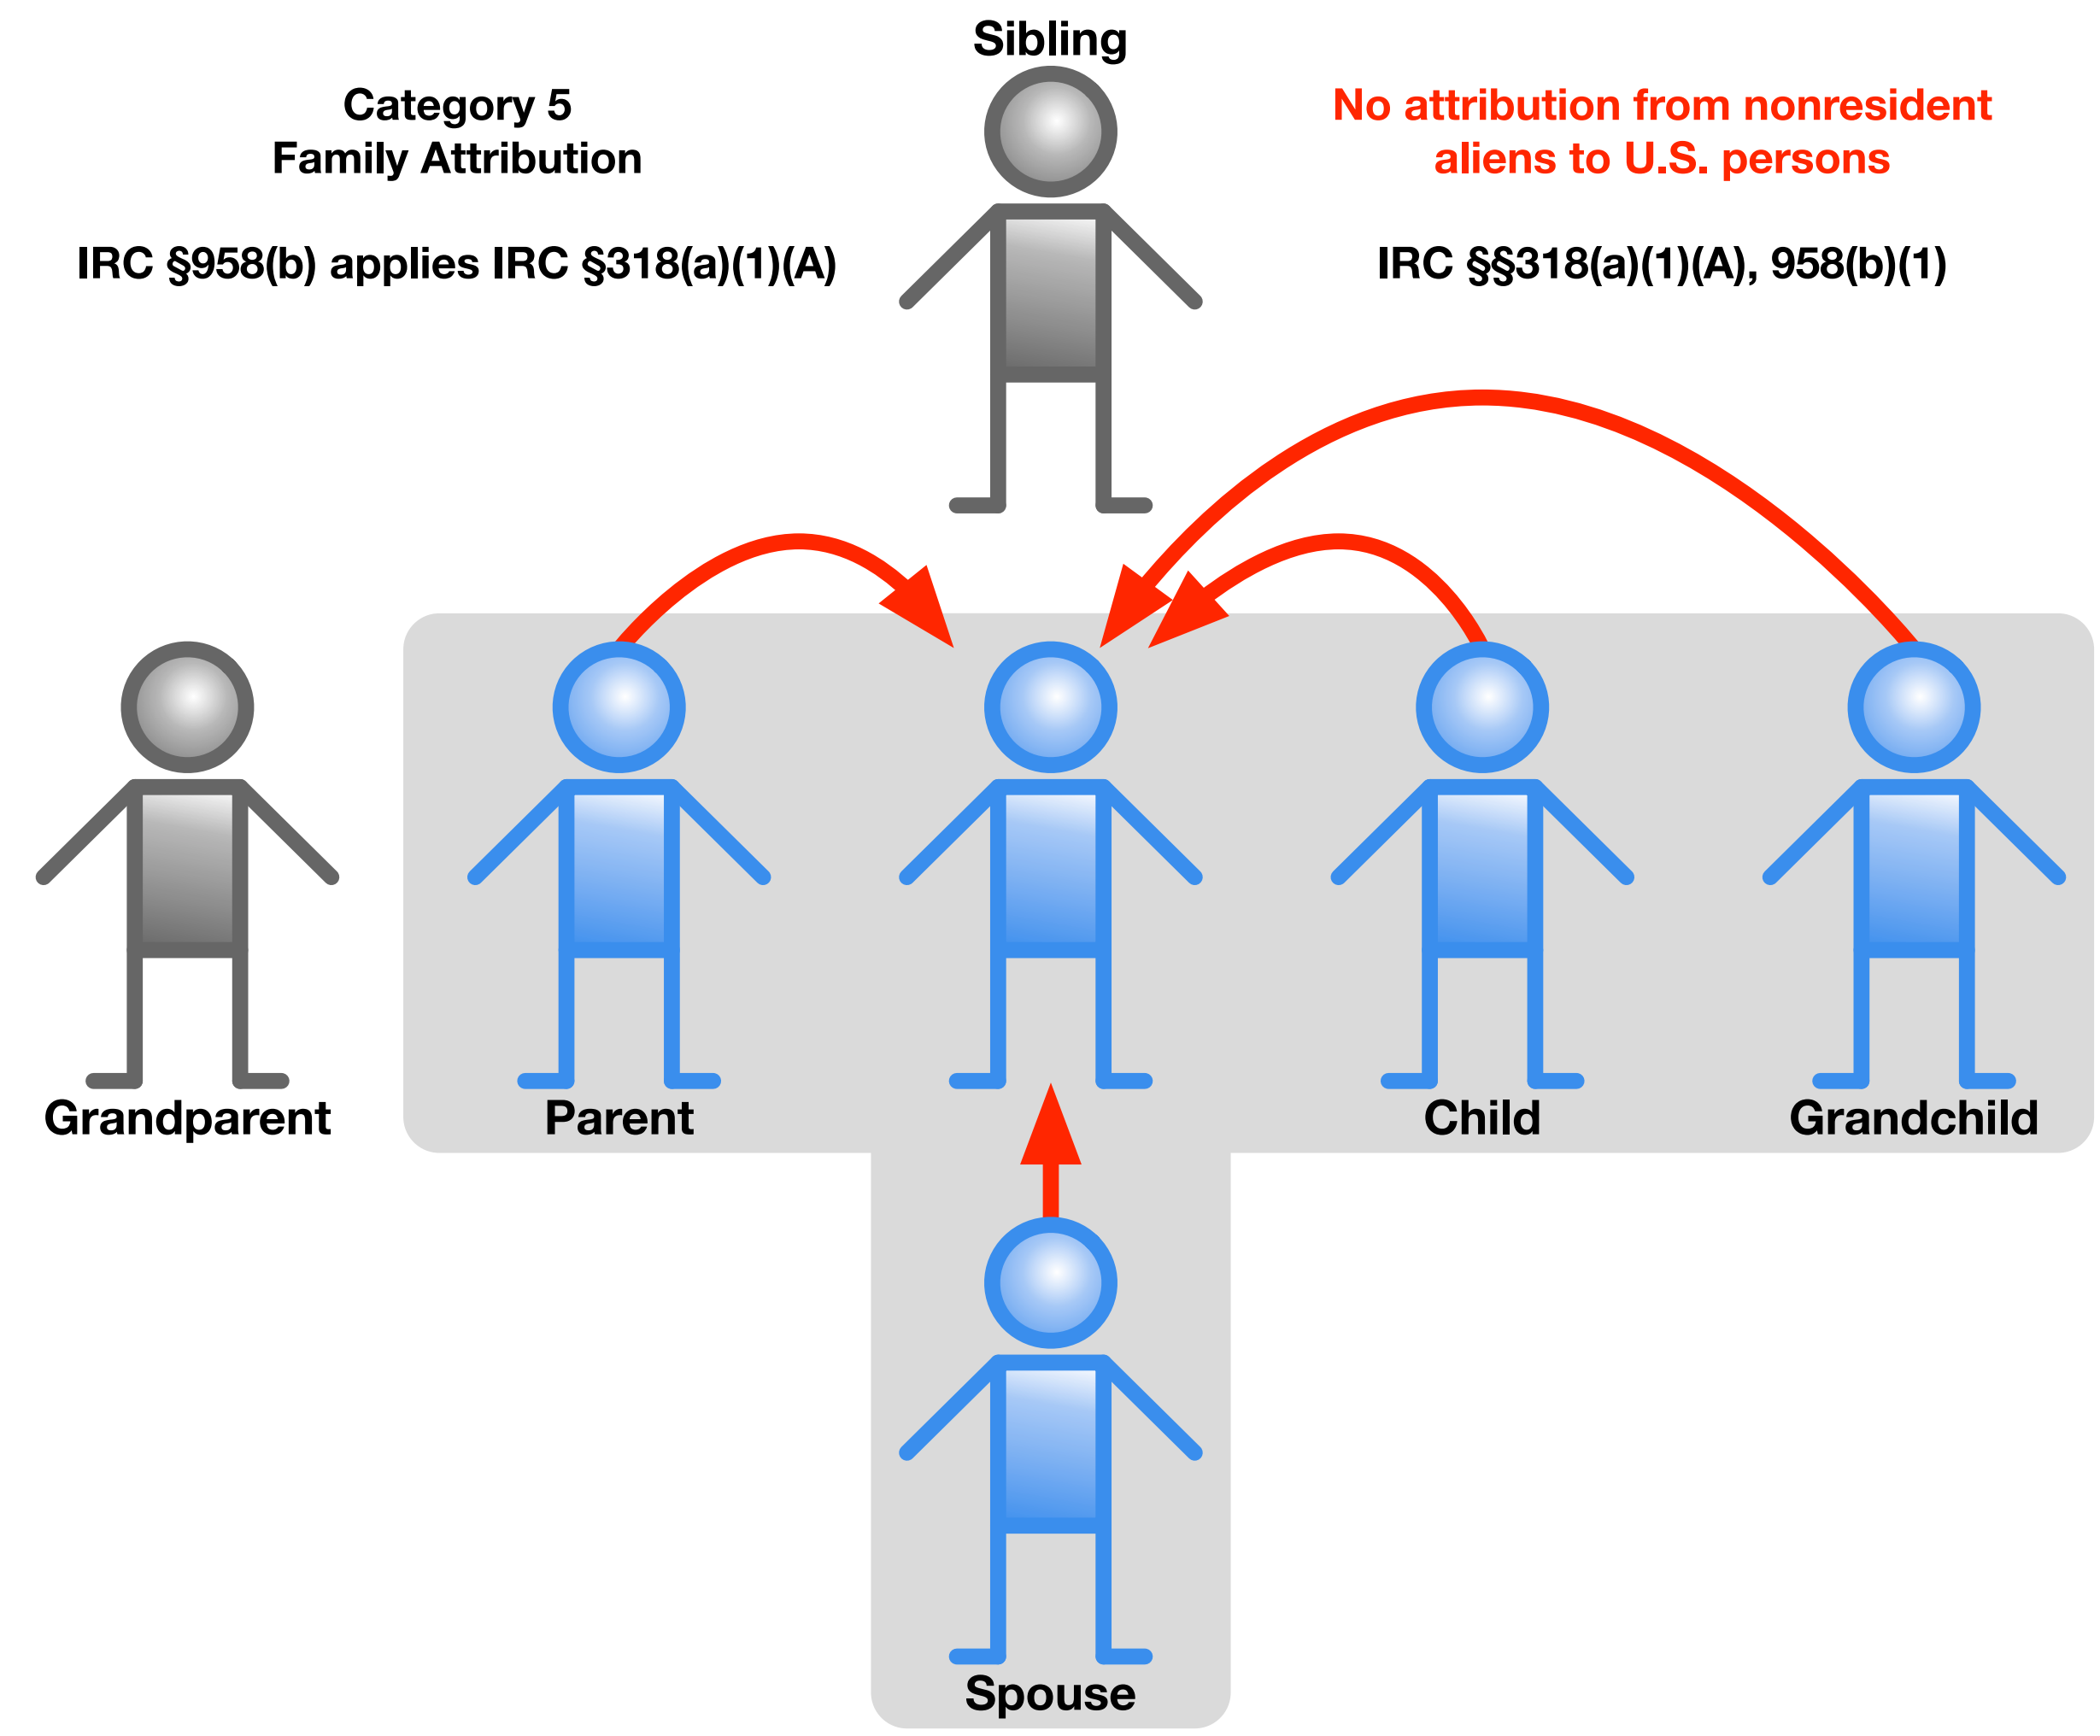 Sibling
Category 5
Family Attribution
IRC §958(b) applies IRC §318(a)(1)(A)
No attribution from nonresident
aliens to U.S. persons
IRC §§318(a)(1)(A), 958(b)(1)
Grandparent
Parent
Child
Grandchild
Spouse